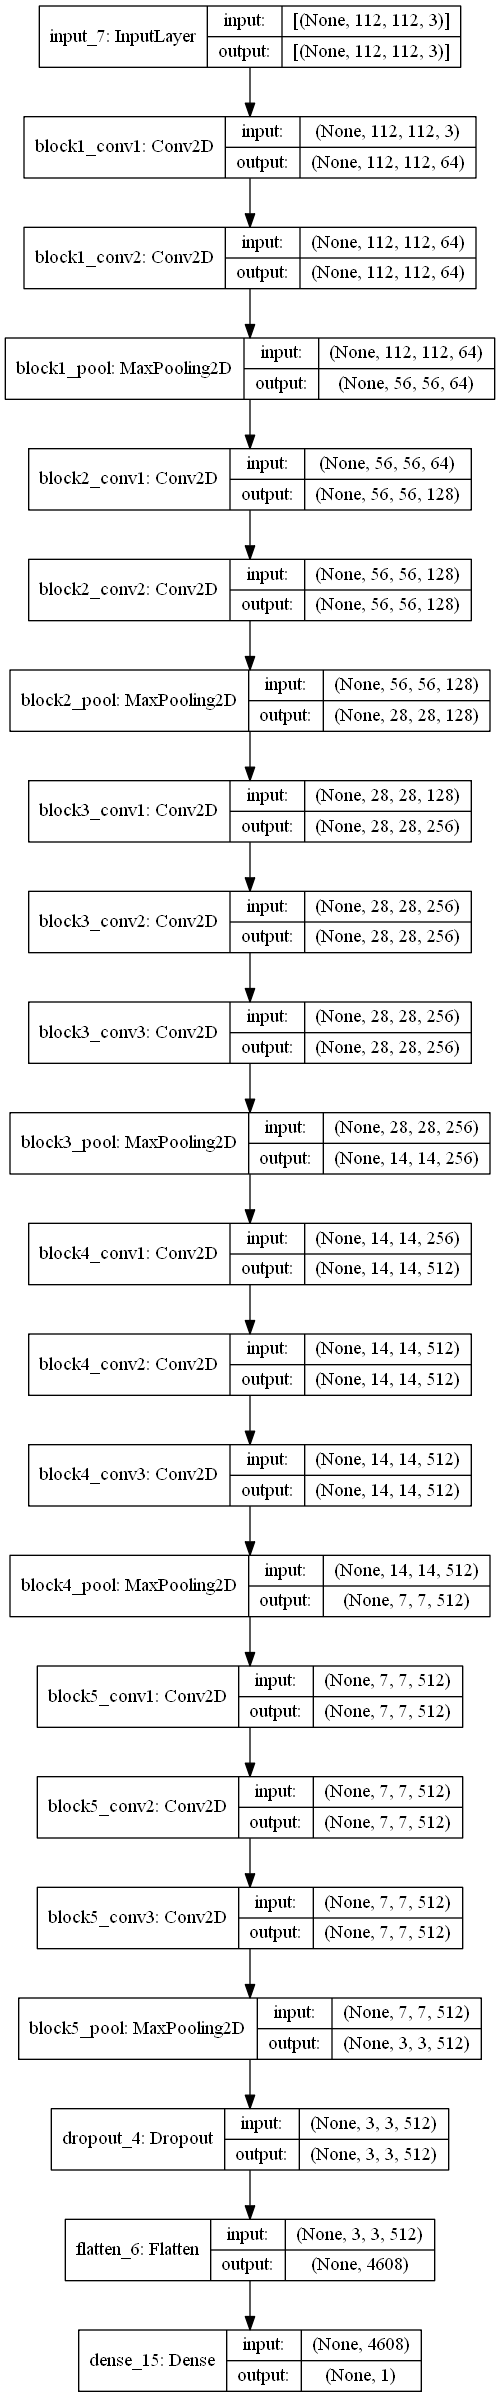 input_7: InputLayer
input:
[(None, 112, 112, 3)]
output:
[(None, 112, 112, 3)]
block1_conv1: Conv2D
input:
(None, 112, 112, 3)
output:
(None, 112, 112, 64)
block1_conv2: Conv2D
input:
(None, 112, 112, 64)
output:
(None, 112, 112, 64)
block1_pool: MaxPooling2D
input:
(None, 112, 112, 64)
output:
(None, 56, 56, 64)
block2_conv1: Conv2D
input:
(None, 56, 56, 64)
output:
(None, 56, 56, 128)
block2_conv2: Conv2D
input:
(None, 56, 56, 128)
output:
(None, 56, 56, 128)
block2_pool: MaxPooling2D
input:
(None, 56, 56, 128)
output:
(None, 28, 28, 128)
block3_conv1: Conv2D
input:
(None, 28, 28, 128)
output:
(None, 28, 28, 256)
block3_conv2: Conv2D
input:
(None, 28, 28, 256)
output:
(None, 28, 28, 256)
block3_conv3: Conv2D
input:
(None, 28, 28, 256)
output:
(None, 28, 28, 256)
block3_pool: MaxPooling2D
input:
(None, 28, 28, 256)
output:
(None, 14, 14, 256)
block4_conv1: Conv2D
input:
(None, 14, 14, 256)
output:
(None, 14, 14, 512)
block4_conv2: Conv2D
input:
(None, 14, 14, 512)
output:
(None, 14, 14, 512)
block4_conv3: Conv2D
input:
(None, 14, 14, 512)
output:
(None, 14, 14, 512)
block4_pool: MaxPooling2D
input:
(None, 14, 14, 512)
output:
(None, 7, 7, 512)
block5_conv1: Conv2D
input:
(None, 7, 7, 512)
output:
(None, 7, 7, 512)
block5_conv2: Conv2D
input:
(None, 7, 7, 512)
output:
(None, 7, 7, 512)
block5_conv3: Conv2D
input:
(None, 7, 7, 512)
output:
(None, 7, 7, 512)
block5_pool: MaxPooling2D
input:
(None, 7, 7, 512)
output:
(None, 3, 3, 512)
dropout_4: Dropout
input:
(None, 3, 3, 512)
output:
(None, 3, 3, 512)
flatten_6: Flatten
input:
(None, 3, 3, 512)
output:
(None, 4608)
dense_15: Dense
input:
(None, 4608)
output:
(None, 1)